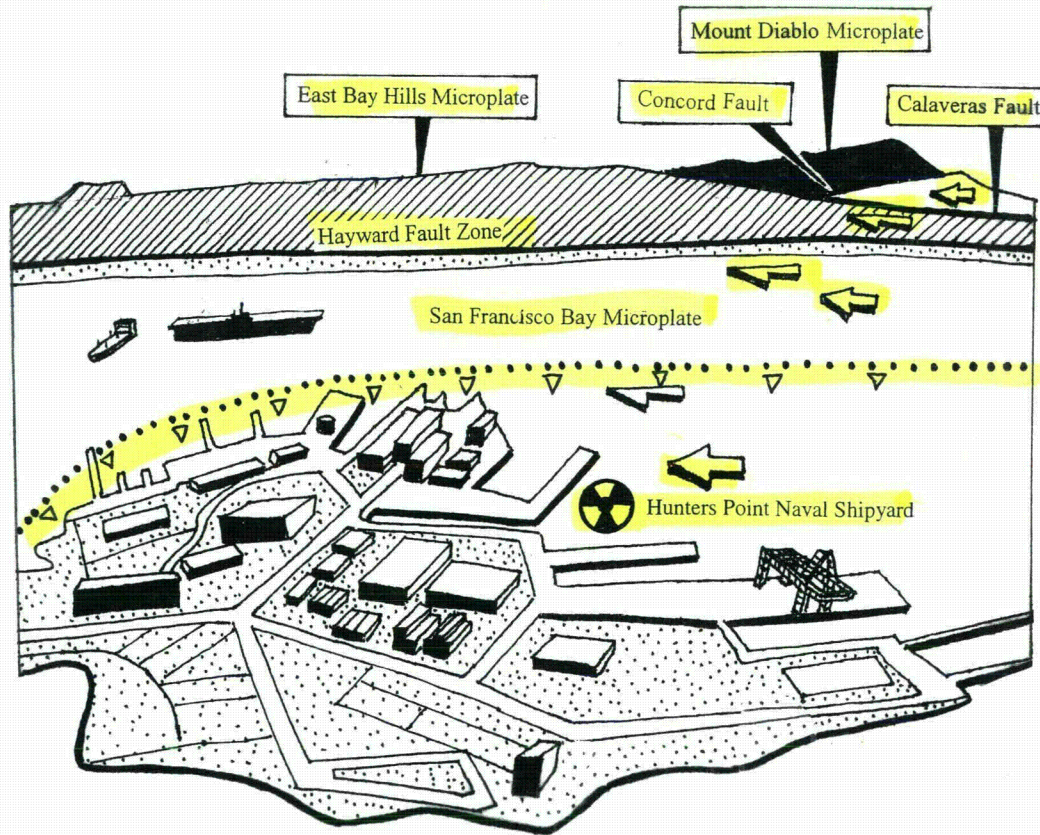 Mount Diablo Microplate
East Bay Hills Microplate
Concord Fault
Calaveras Fault
Hayward Fault Zone
San Francisco Bay Microplate
Hunters Point Naval Shipyard